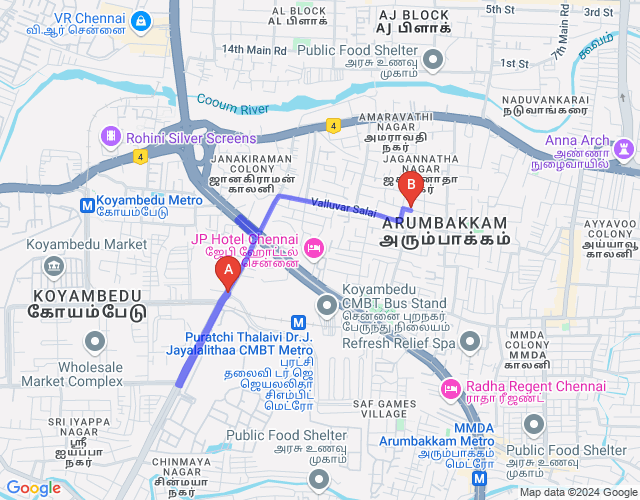 AL BLOCK
AL பிளாக்
AJ BLOCK
AJ பிளாக்
5th St
3rd St
VR Chennai
வி.ஆர்.சென்னை
14th Main Rd
Public Food Shelter
அரசு உணவு
முகாம்
1st St
7th Main Rd
கூவம்
Cooum River
NADUVANKARAI
நடுவாங்கரை
AMARAVATHI
NAGAR
அமராவதி
நகர்
4
Rohini Silver Screens
Anna Arch
அண்ணா
நுழைவாயில்
4
JANAKIRAMAN
COLONY
ஜானகிராமன்
காலனி
JAGANNATHA
NAGAR
B
Koyambedu Metro
கோயம்பேடு
Valluvar Salai
ARUMBAKKAM
அரும்பாக்கம்
AYYAVOO
COLONY
அய்யாவூ
காலனி
Koyambedu Market
JP Hotel Chennai
ஜேபி ஹோட்டல்
சென்னை
A
KOYAMBEDU
கோயம்பேடு
Koyambedu
CMBT Bus Stand
சென்னை புறநகர்
பேருந்து நிலையம்
Puratchi Thalaivi Dr.J.
Jayalalithaa CMBT Metro
புரட்சி
தலைவி டாக்டர் ஜெ
ஜெயலலிதா
சிஎம்பிடி
மெட்ரோ
Refresh Relief Spa
MMDA
COLONY
MMDA
காலனி
Wholesale
Market Complex
Radha Regent Chennai
ராதா ரீஜண்ட்
SAF GAMES
VILLAGE
SRI IYAPPA
NAGAR
ஸ்ரீ
ஐயப்பா
நகர்
Public Food Shelter
அரசு உணவு
முகாம்
MMDA
Arumbakkam Metro
அரும்பாக்கம்
மெட்ரோ
Public Food Shelter
அரசு உணவு
முகாம்
CHINMAYA
NAGAR
சின்மயா
நகர்
Google
Map data ©2024 Google